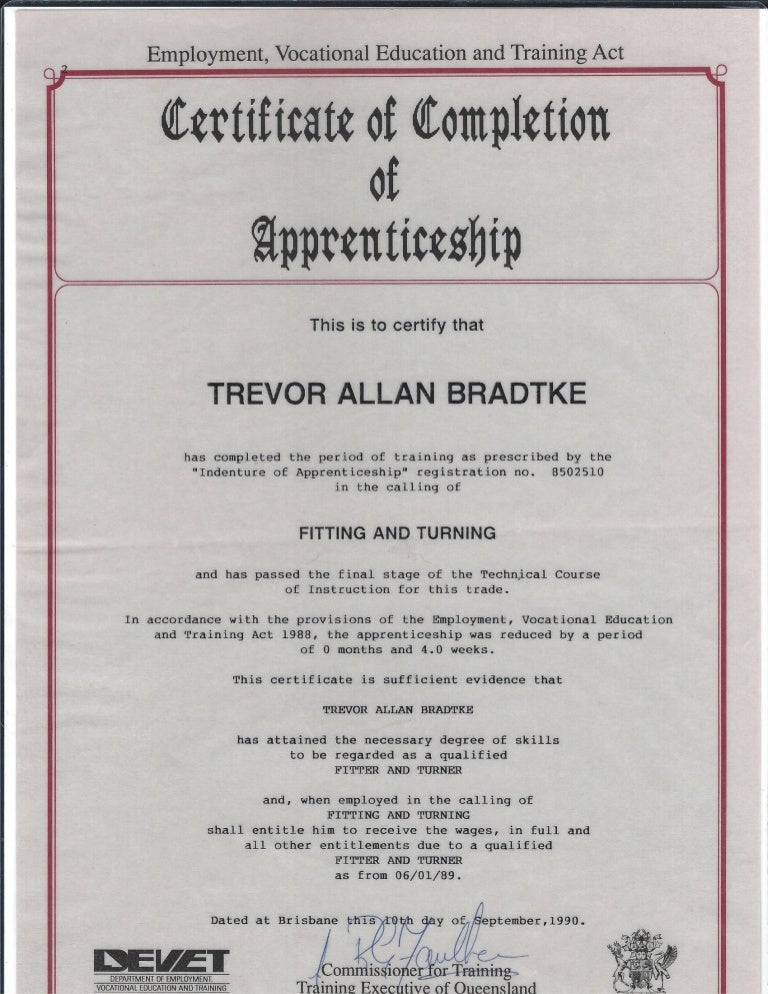 Employment, Vocational Education and Training Act
Certificate of Completion
of
Apprenticeship
This is to certify that
TREVOR ALLAN BRADTKE
has completed the period of training as prescribed by the
"Indenture of Apprenticeship" registration no. 8502510
in the calling of
FITTING AND TURNING
and has passed the final stage of the Technical Course
of Instruction for this trade.
In accordance with the provisions of the Employment, Vocational Education
and Training Act 1988, the apprenticeship was reduced by a period
of 0 months and 4.0 weeks.
This certificate is sufficient evidence that
TREVOR ALLAN BRADTKE
has attained the necessary degree of skills
to be regarded as a qualified
FITTER AND TURNER
and, when employed in the calling of
FITTING AND TURNING
shall entitle him to receive the wages, in full and
all other entitlements due to a qualified
FITTER AND TURNER
as from 06/01/89.
Dated at Brisbane this 10th day of September,1990.
DEVET
DEPARTMENT OF EMPLOYMENT,
VOCATIONAL EDUCATION AND TRAINING
Commissioner for Training
Training Executive of Queensland